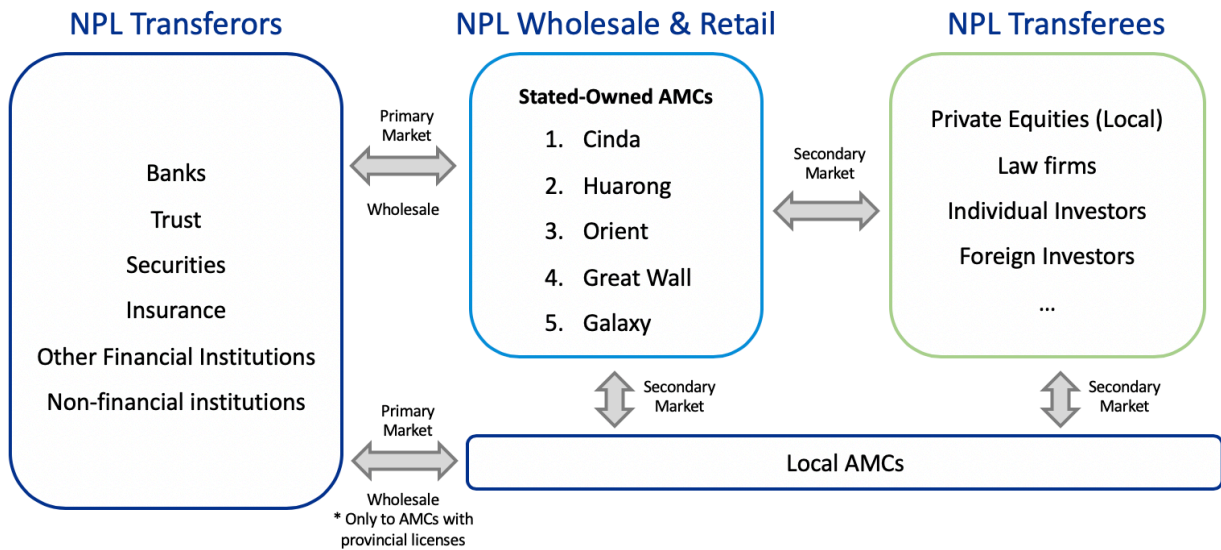 NPL Transferors
Banks
Trust
Securities
Insurance
Other Financial Institutions
Non-financial institutions
Primary
Market
Wholesale
Primary
Market
Wholesale
* Only to AMCs with
provincial licenses
NPL Wholesale & Retail
Stated-Owned AMCs
1. Cinda
2. Huarong
3. Orient
4. Great Wall
5. Galaxy
Secondary
Market
Secondary
Market
NPL Transferees
Private Equities (Local)
Law firms
Individual Investors
Foreign Investors
...
Secondary
Market
Local AMCs